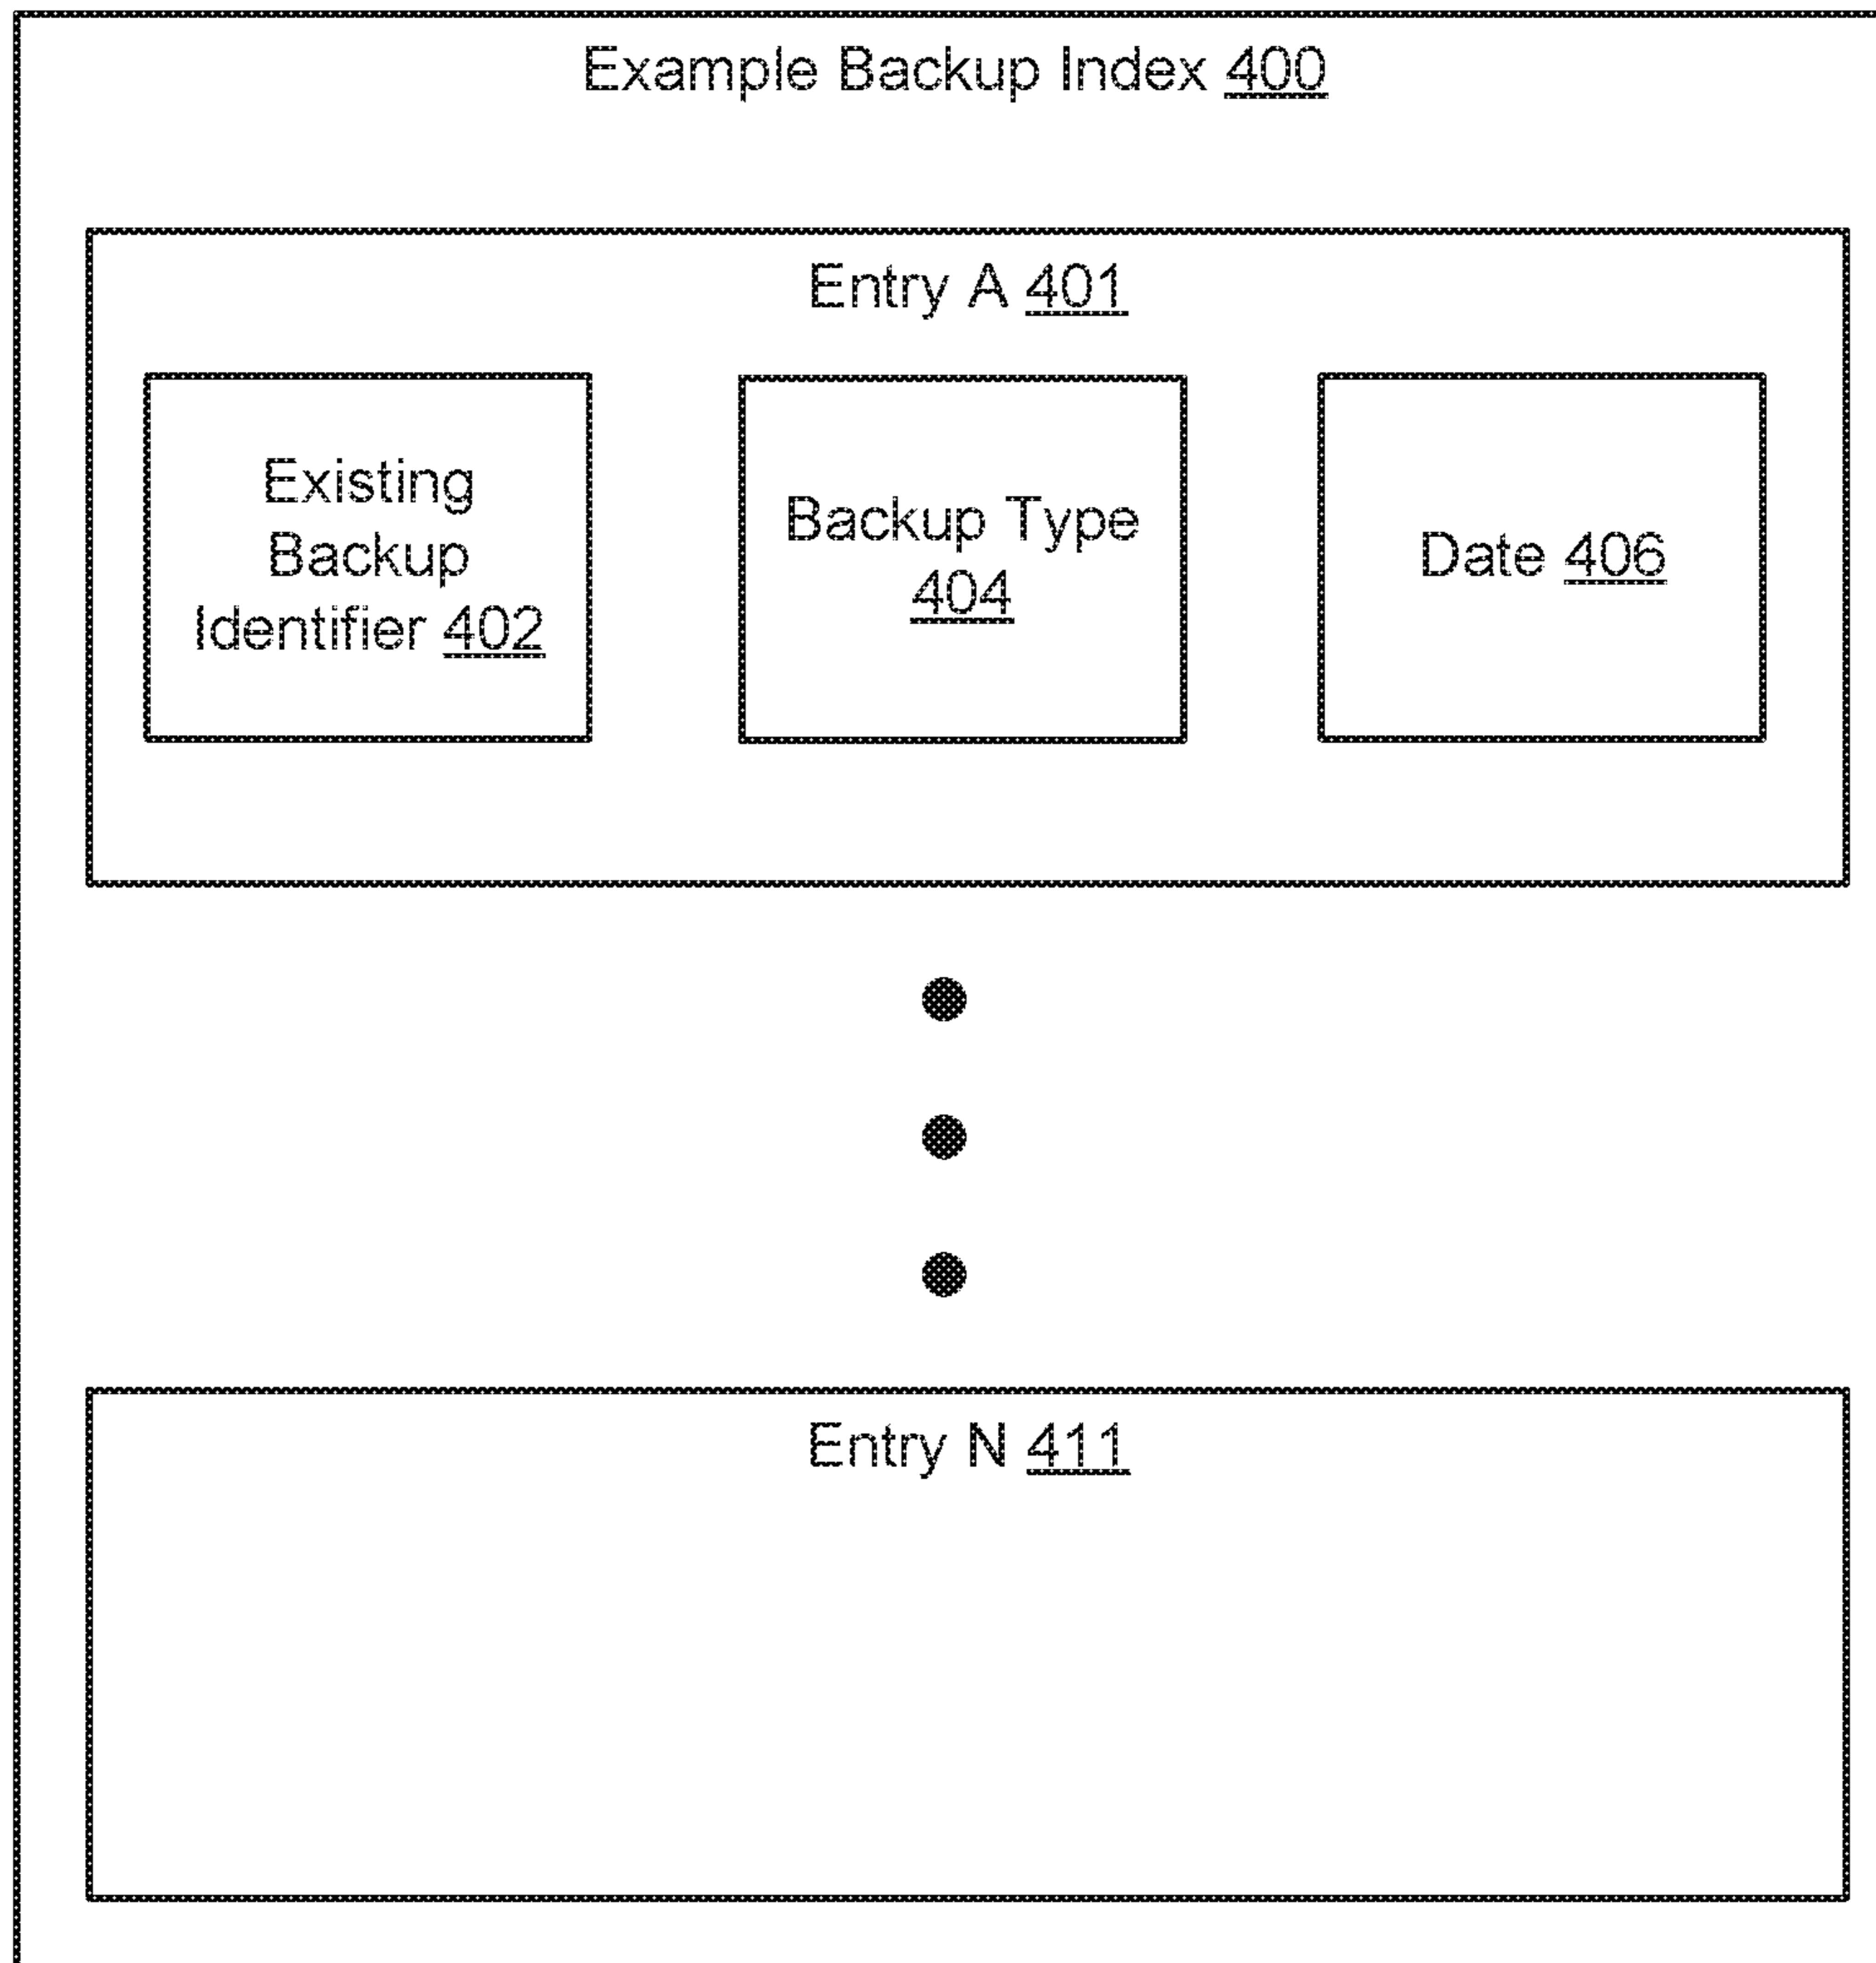 Example Backup Index 400
Entry A 401
Existing
Backup
Identifier 402
Backup Type
404
Date 406
Entry N 411